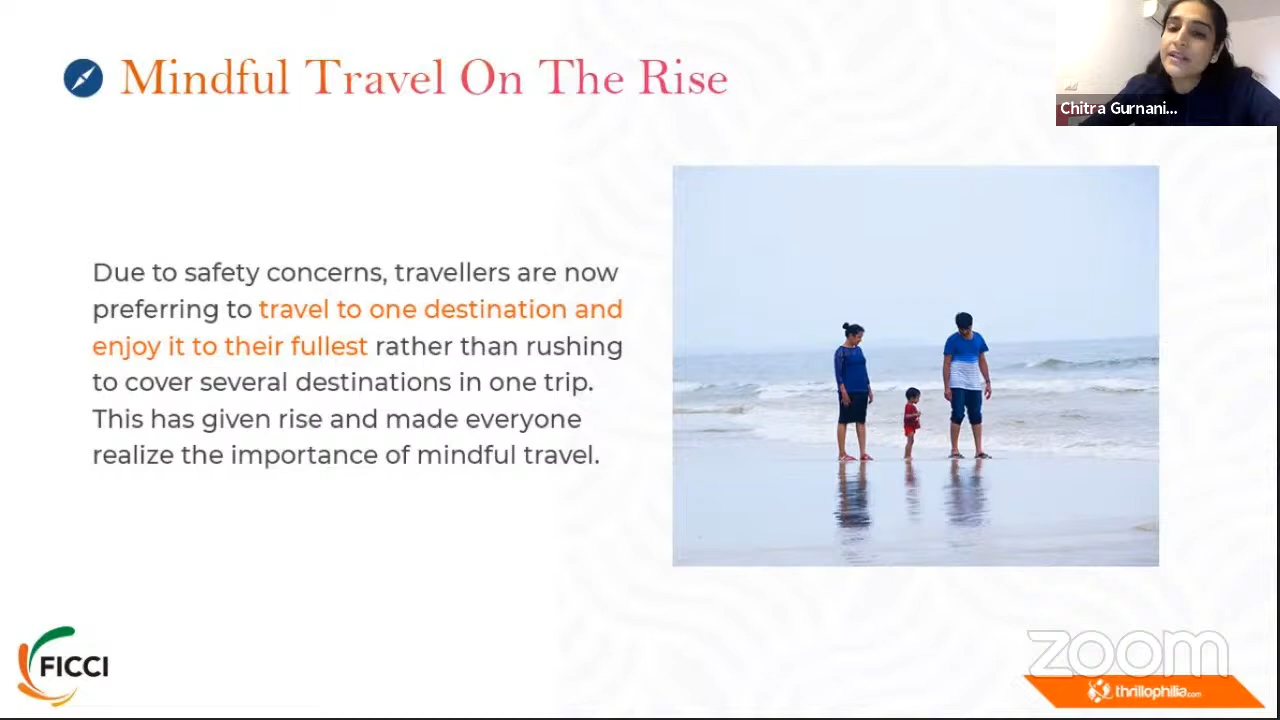 Mindful Travel On The Rise
Chitra Gurnani...
Due to safety concerns, travellers are now
preferring to travel to one destination and
enjoy it to their fullest rather than rushing
to cover several destinations in one trip.
This has given rise and made everyone
realize the importance of mindful travel.
FICCI
zoom
thrillophilia.com